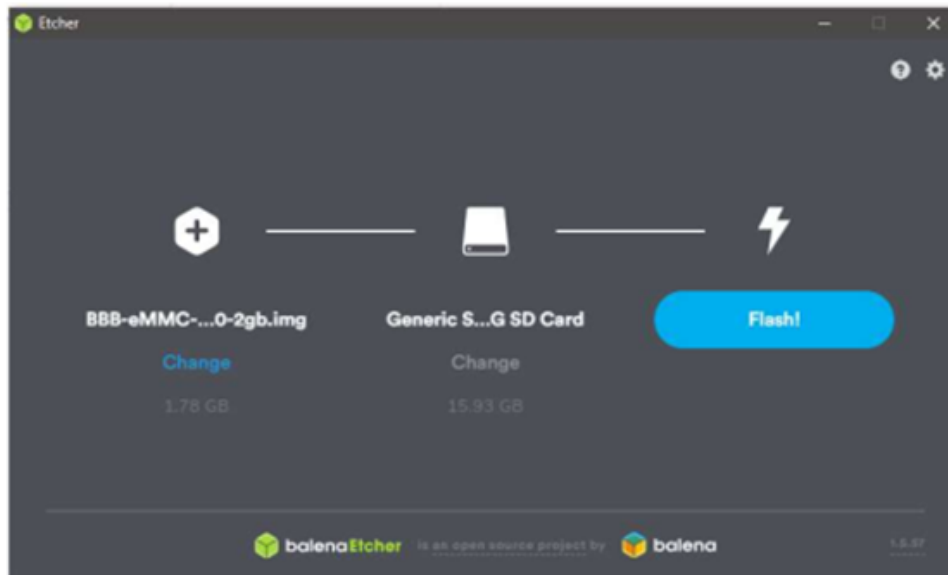 Etcher
BBB-eMMC-...0-2gb.img
Generic S...G SD Card
Flash!
Change
Change
1.78 GB
15.93 GB
balenaEtcher is an open source project by balena